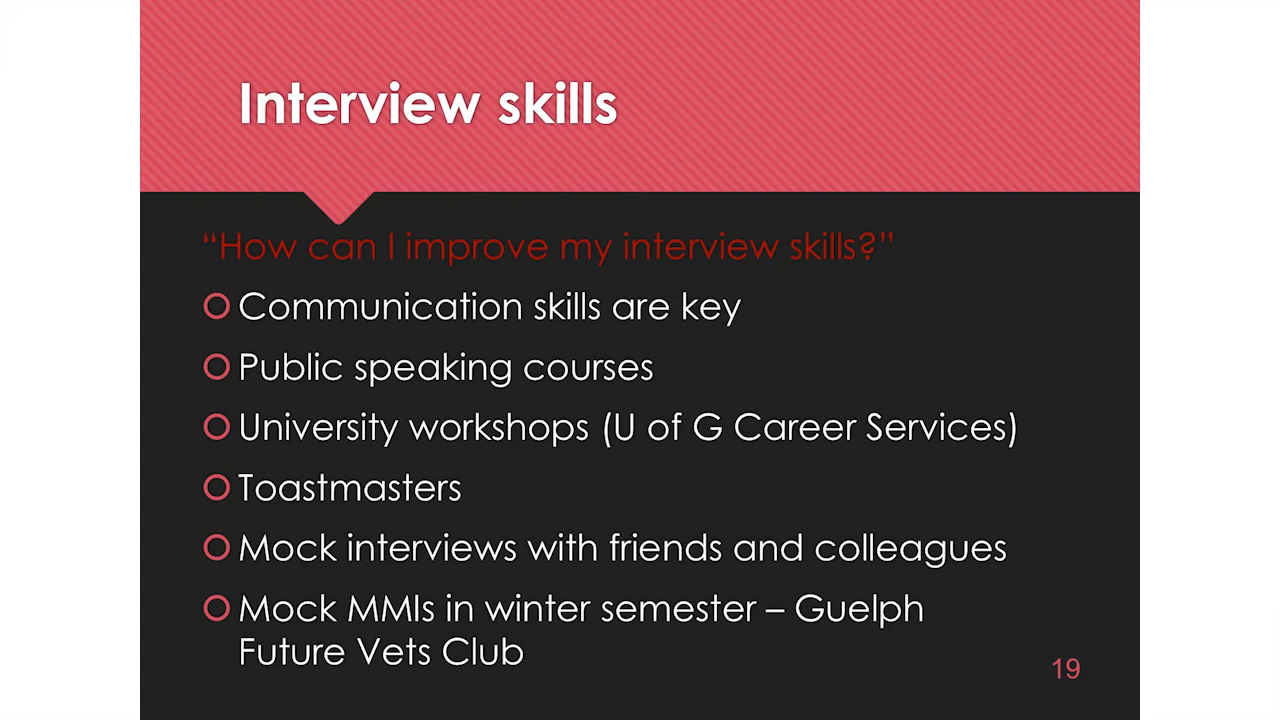 Interview skills
“How can I improve my interview skills?”
Communication skills are key
Public speaking courses
University workshops (U of G Career Services)
Toastmasters
Mock interviews with friends and colleagues
Mock MMIs in winter semester – Guelph
Future Vets Club
19